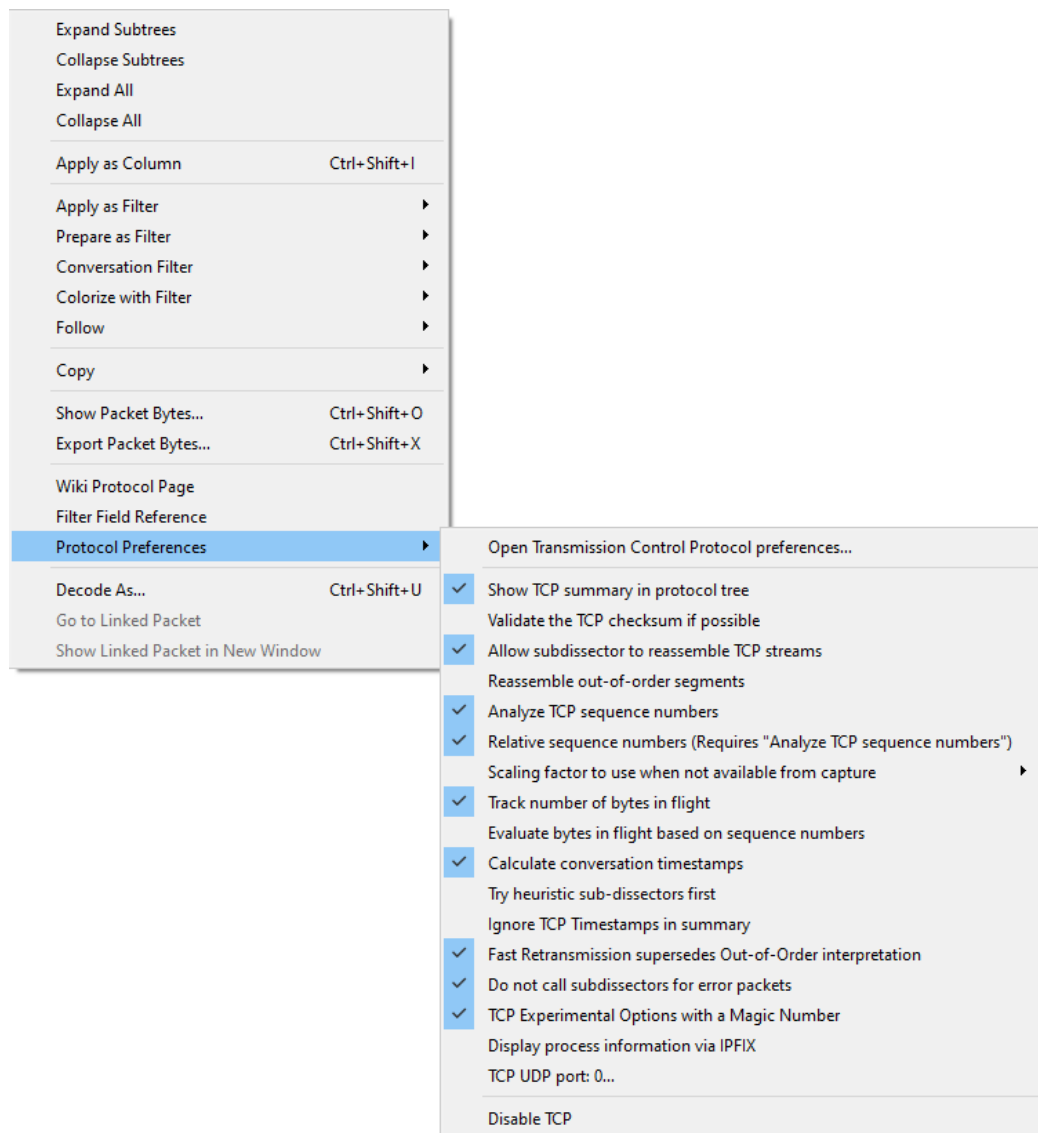 Expand Subtrees
Collapse Subtrees
Expand All
Collapse All
Apply as Column Ctrl+Shift+I
Apply as Filter
Prepare as Filter
Conversation Filter
Colorize with Filter
Follow
Copy
Show Packet Bytes... Ctrl+Shift+O
Export Packet Bytes... Ctrl+Shift+X
Wiki Protocol Page
Filter Field Reference
Protocol Preferences
Decode As... Ctrl+Shift+U
Go to Linked Packet
Show Linked Packet in New Window
Open Transmission Control Protocol preferences...
Show TCP summary in protocol tree
Validate the TCP checksum if possible
Allow subdissector to reassemble TCP streams
Reassemble out-of-order segments
Analyze TCP sequence numbers
Relative sequence numbers (Requires "Analyze TCP sequence numbers")
Scaling factor to use when not available from capture
Track number of bytes in flight
Evaluate bytes in flight based on sequence numbers
Calculate conversation timestamps
Try heuristic sub-dissectors first
Ignore TCP Timestamps in summary
Fast Retransmission supersedes Out-of-Order interpretation
Do not call subdissectors for error packets
TCP Experimental Options with a Magic Number
Display process information via IPFIX
TCP UDP port: 0...
Disable TCP